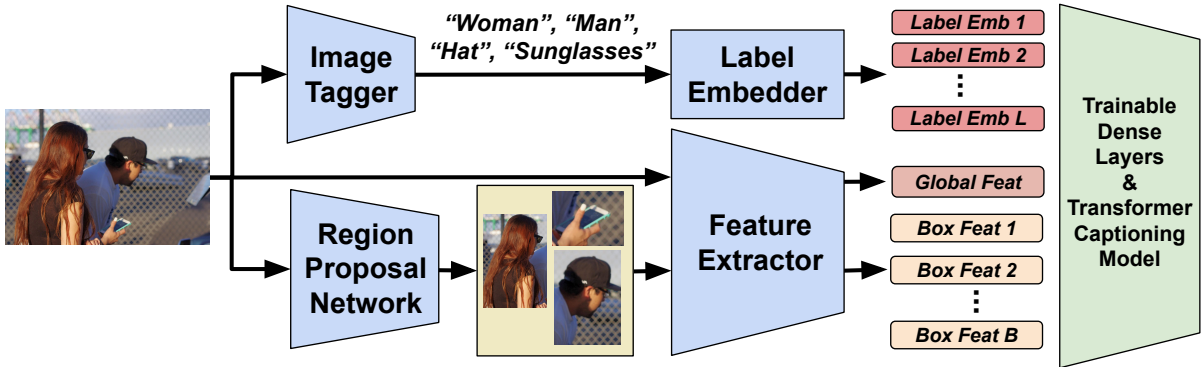 Image
Tagger
“Woman”, “Man”,
“Hat”, “Sunglasses”
Label
Embedder
Label Emb 1
Label Emb 2
Label Emb L
Region
Proposal
Network
Feature
Extractor
Global Feat
Box Feat 1
Box Feat 2
Box Feat B
Trainable
Dense
Layers
&
Transformer
Captioning
Model